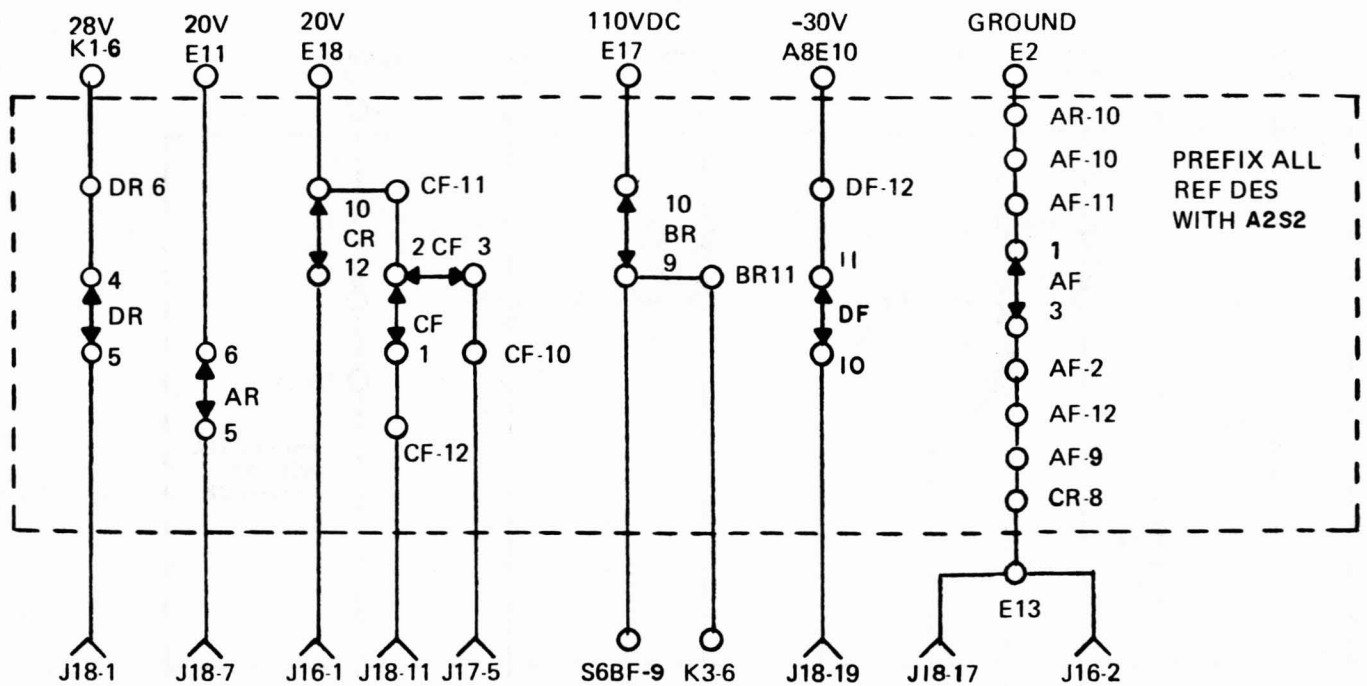 28V
K1-6
20V
E11
20V
E18
110VDC
E17
-30V
A8E10
GROUND
E2
AR-10
AF-10
AF-11
PREFIX ALL
REF DES
WITH A2S2
DR 6
CF-11
10
CR
12
10
BR
9
DF-12
1
AF
3
4
DR
5
2 CF 3
BR11
11
DF
10
6
AR
5
CF
1
CF-10
CF-12
AF-2
AF-12
AF-9
CR-8
E13
J18-1
J18-7
J16-1
J18-11
J17-5
S6BF-9
K3-6
J18-19
J18-17
J16-2